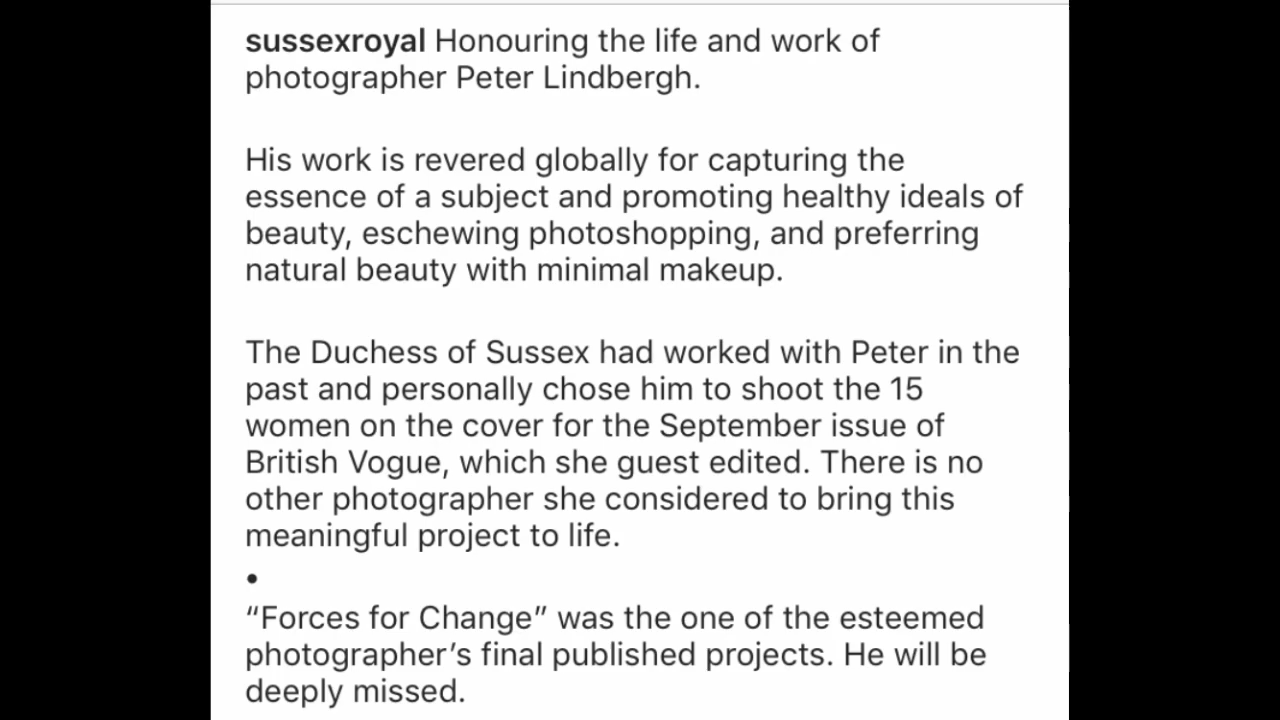 sussexroyal Honouring the life and work of
photographer Peter Lindbergh.
His work is revered globally for capturing the
essence of a subject and promoting healthy ideals of
beauty, eschewing photoshopping, and preferring
natural beauty with minimal makeup.
The Duchess of Sussex had worked with Peter in the
past and personally chose him to shoot the 15
women on the cover for the September issue of
British Vogue, which she guest edited. There is no
other photographer she considered to bring this
meaningful project to life.
•
“Forces for Change” was the one of the esteemed
photographer’s final published projects. He will be
deeply missed.